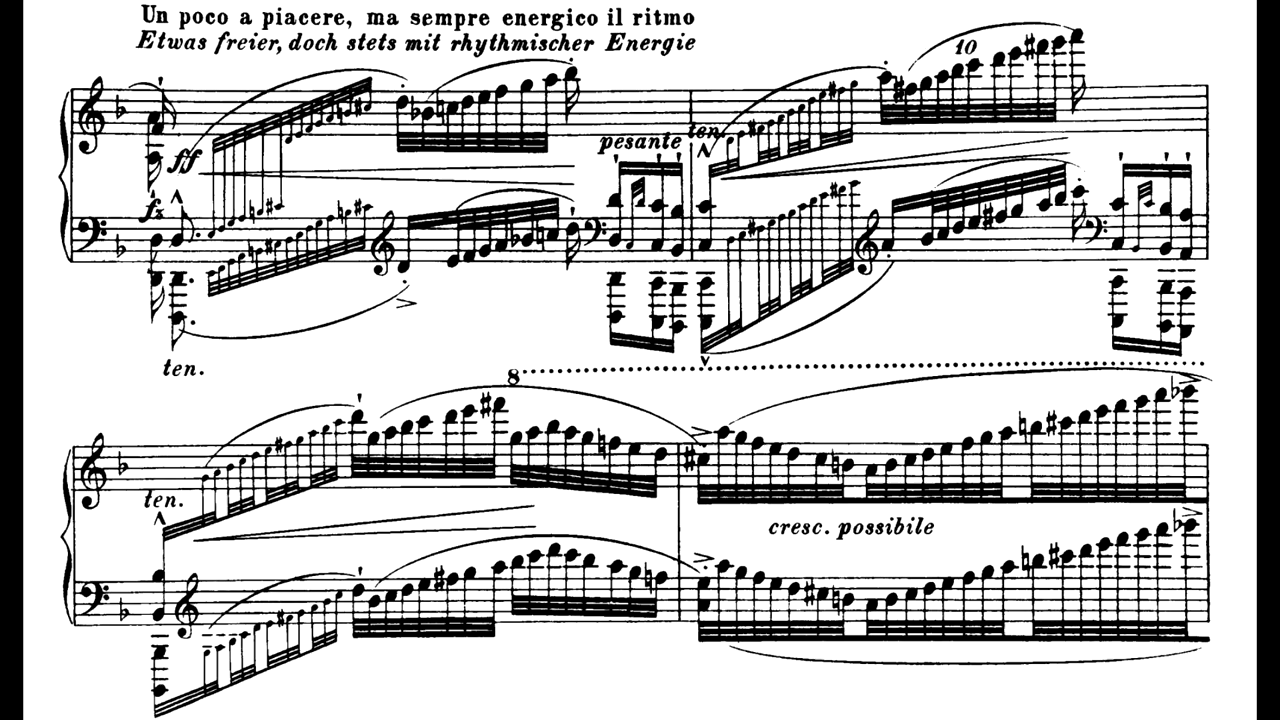 Un poco a piacere, ma sempre energico il ritmo
Etwas freier, doch stets mit rhythmischer Energie
10
ff
pesante
ten.
fz
ten.
8
ten.
cresc. possibile